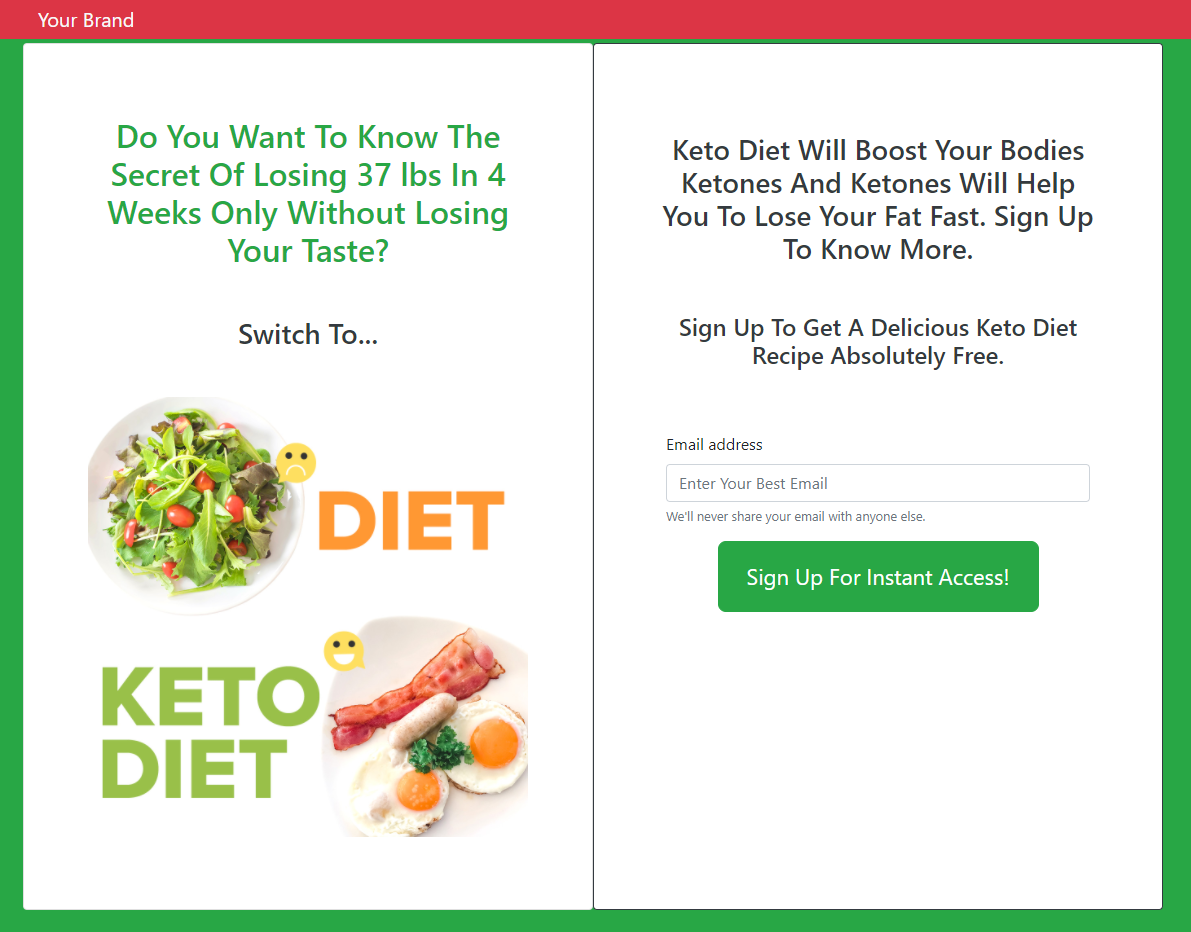 Your Brand
Do You Want To Know The
Secret Of Losing 37 lbs In 4
Weeks Only Without Losing
Your Taste?
Switch To...
DIET
KETO
DIET
Keto Diet Will Boost Your Bodies
Ketones And Ketones Will Help
You To Lose Your Fat Fast. Sign Up
To Know More.
Sign Up To Get A Delicious Keto Diet
Recipe Absolutely Free.
Email address
Enter Your Best Email
We'll never share your email with anyone else.
Sign Up For Instant Access!